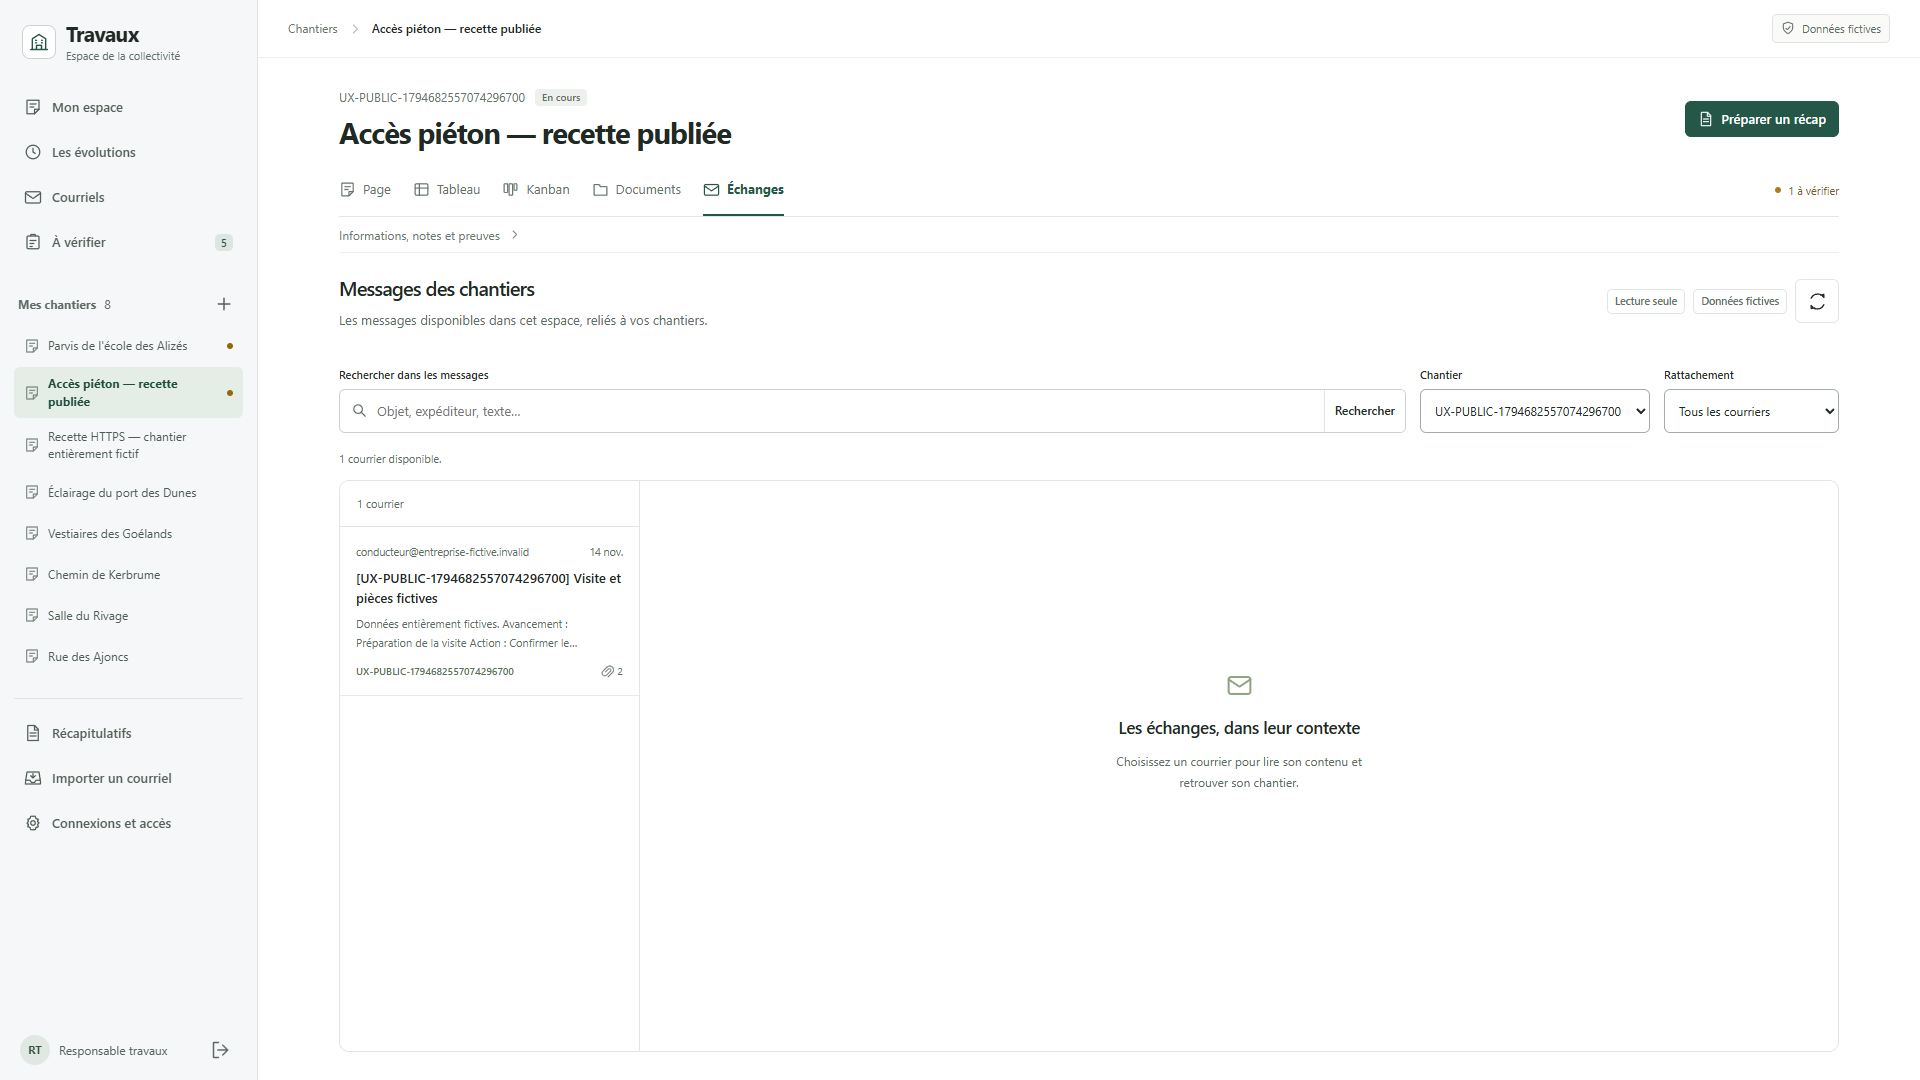 Travaux
Espace de la collectivité
Mon espace
Les évolutions
Courriels
À vérifier
5
Mes chantiers 8
Parvis de l'école des Alizés
Accès piéton — recette
publiée
Recette HTTPS — chantier
entièrement fictif
Éclairage du port des Dunes
Vestiaires des Goélands
Chemin de Kerbrume
Salle du Rivage
Rue des Ajoncs
Récapitulatifs
Importer un courriel
Connexions et accès
RT
Responsable travaux
Chantiers
Accès piéton — recette publiée
Données fictives
UX-PUBLIC-1794682557074296700
En cours
Accès piéton — recette publiée
Préparer un récap
Page
Tableau
Kanban
Documents
Échanges
1 à vérifier
Informations, notes et preuves
Messages des chantiers
Les messages disponibles dans cet espace, reliés à vos chantiers.
Lecture seule
Données fictives
Rechercher dans les messages
Objet, expéditeur, texte...
Rechercher
Chantier
UX-PUBLIC-1794682557074296700
Rattachement
Tous les courriers
1 courrier disponible.
1 courrier
conducteur@entreprise-fictive.invalid
14 nov.
[UX-PUBLIC-1794682557074296700] Visite et
pièces fictives
Données entièrement fictives. Avancement :
Préparation de la visite Action : Confirmer le...
UX-PUBLIC-1794682557074296700
2
Les échanges, dans leur contexte
Choisissez un courrier pour lire son contenu et
retrouver son chantier.